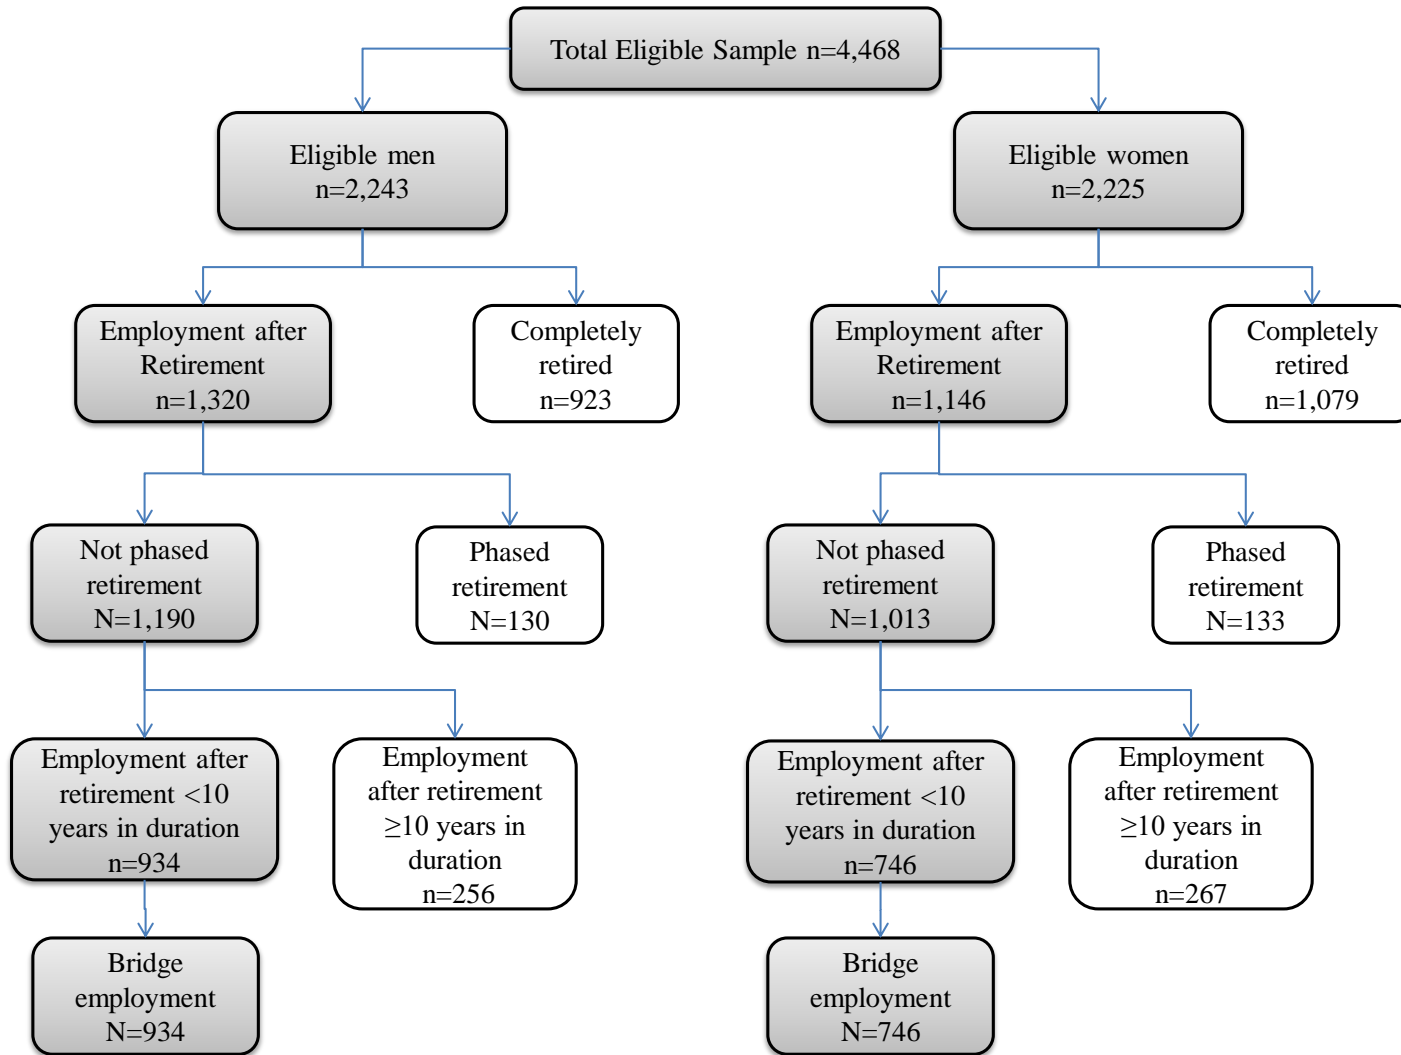 Total Eligible Sample n=4,468
Eligible men
n=2,243
Eligible women
n=2,225
Employment after
Retirement
n=1,320
Completely
retired
n=923
Employment after
Retirement
n=1,146
Completely
retired
n=1,079
Not phased
retirement
N=1,190
Phased
retirement
N=130
Not phased
retirement
N=1,013
Phased
retirement
N=133
Employment after
retirement <10
years in duration
n=934
Employment
after retirement
≥10 years in
duration
n=256
Employment after
retirement <10
years in duration
n=746
Employment
after retirement
≥10 years in
duration
n=267
Bridge
employment
N=934
Bridge
employment
N=746